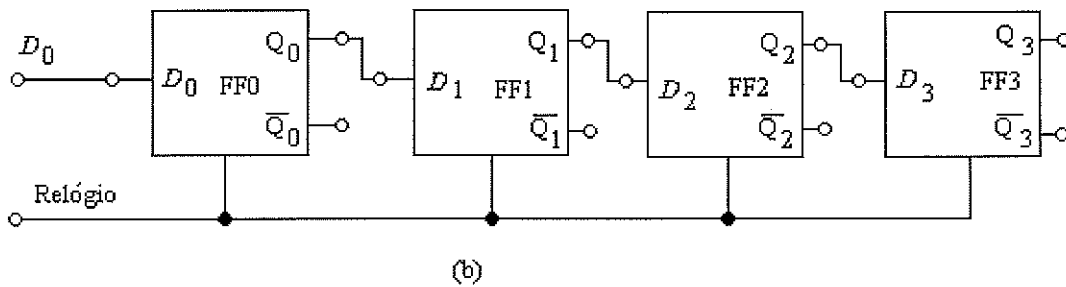 D₀
D₀ FF0 Q₀ Q̅₀
D₁ FF1 Q₁ Q̅₁
D₂ FF2 Q₂ Q̅₂
D₃ FF3 Q₃ Q̅₃
Relógio
(b)